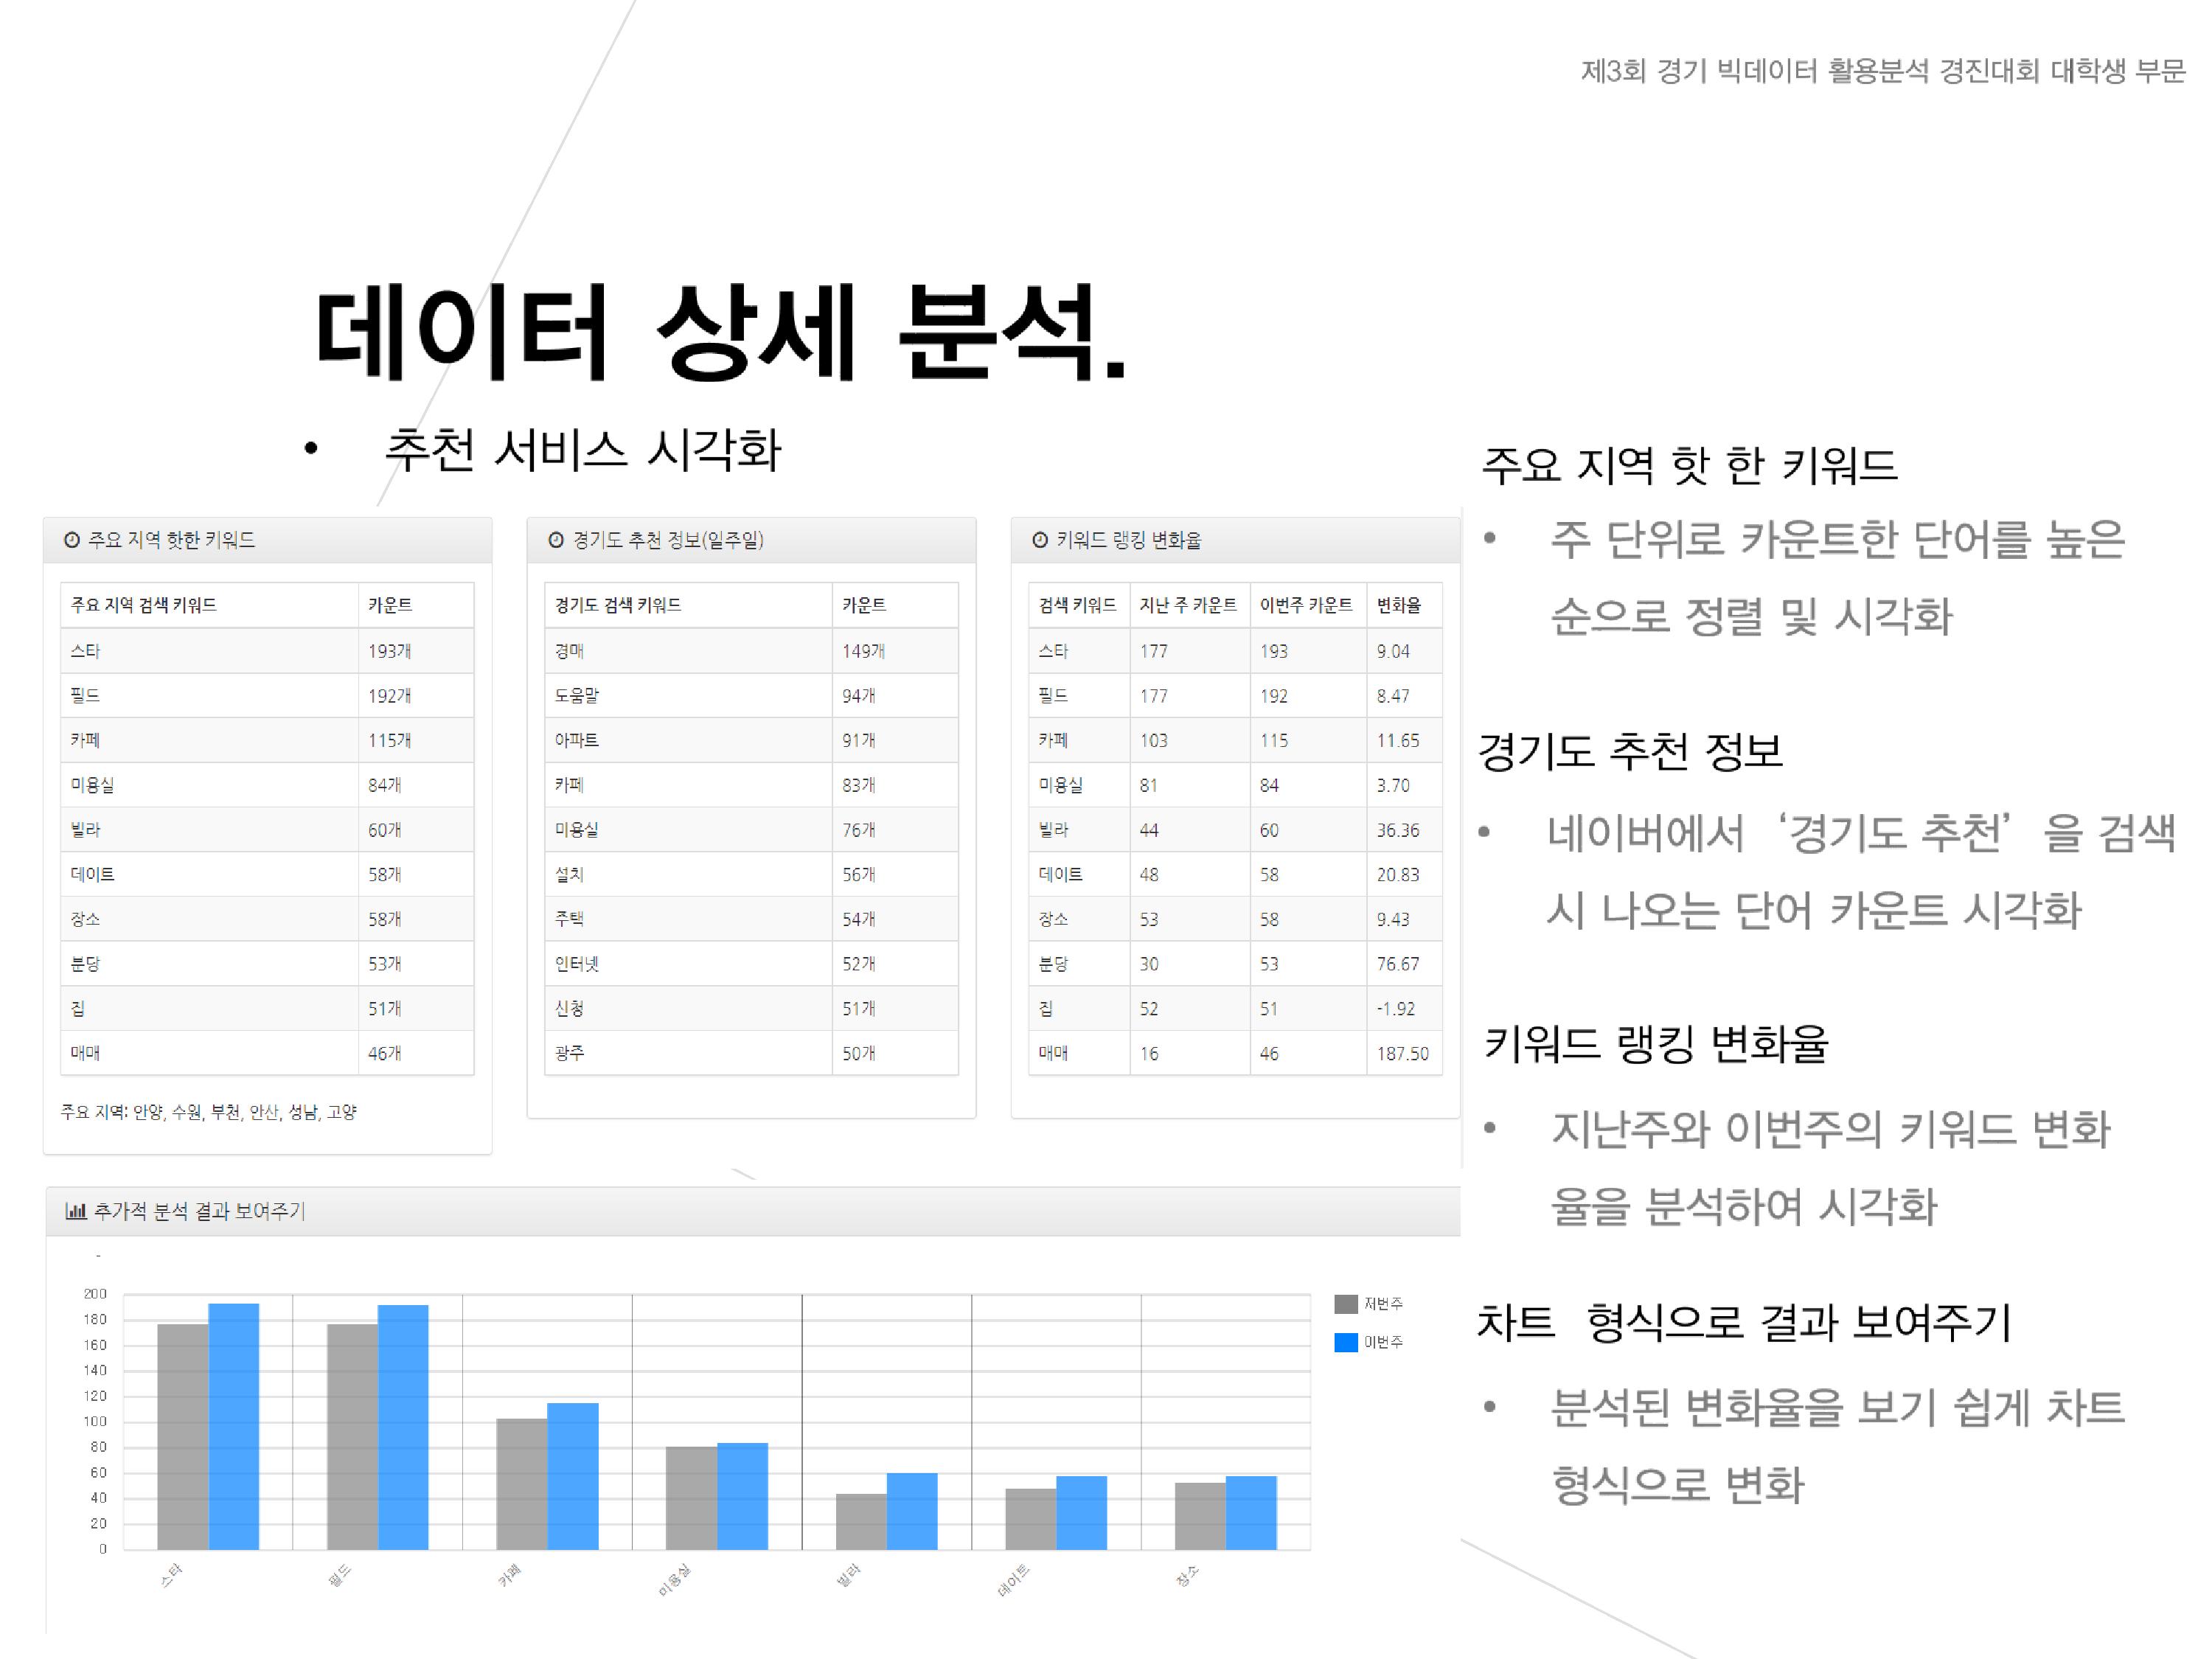 제3회 경기 빅데이터 활용분석 경진대회 대학생 부문
데이터 상세 분석.
• 추천 서비스 시각화
주요 지역 핫한 키워드
주요 지역 검색 키워드 카운트
스타 193개
필드 192개
카페 115개
미용실 84개
빌라 60개
데이트 58개
장소 58개
분당 53개
집 51개
매매 46개
주요 지역: 안양, 수원, 부천, 안산, 성남, 고양
경기도 추천 정보(일주일)
경기도 검색 키워드 카운트
경매 149개
도움말 94개
아파트 91개
카페 83개
미용실 76개
설치 56개
주택 54개
인터넷 52개
신청 51개
광주 50개
키워드 랭킹 변화율
검색 키워드 지난 주 카운트 이번주 카운트 변화율
스타 177 193 9.04
필드 177 192 8.47
카페 103 115 11.65
미용실 81 84 3.70
빌라 44 60 36.36
데이트 48 58 20.83
장소 53 58 9.43
분당 30 53 76.67
집 52 51 -1.92
매매 16 46 187.50
추가적 분석 결과 보여주기
-
200
180
160
140
120
100
80
60
40
20
0
스타 필드 카페 미용실 빌라 데이트 장소
저번주
이번주
주요 지역 핫 한 키워드
• 주 단위로 카운트한 단어를 높은
순으로 정렬 및 시각화
경기도 추천 정보
• 네이버에서 ‘경기도 추천’ 을 검색
시 나오는 단어 카운트 시각화
키워드 랭킹 변화율
• 지난주와 이번주의 키워드 변화
율을 분석하여 시각화
차트 형식으로 결과 보여주기
• 분석된 변화율을 보기 쉽게 차트
형식으로 변화